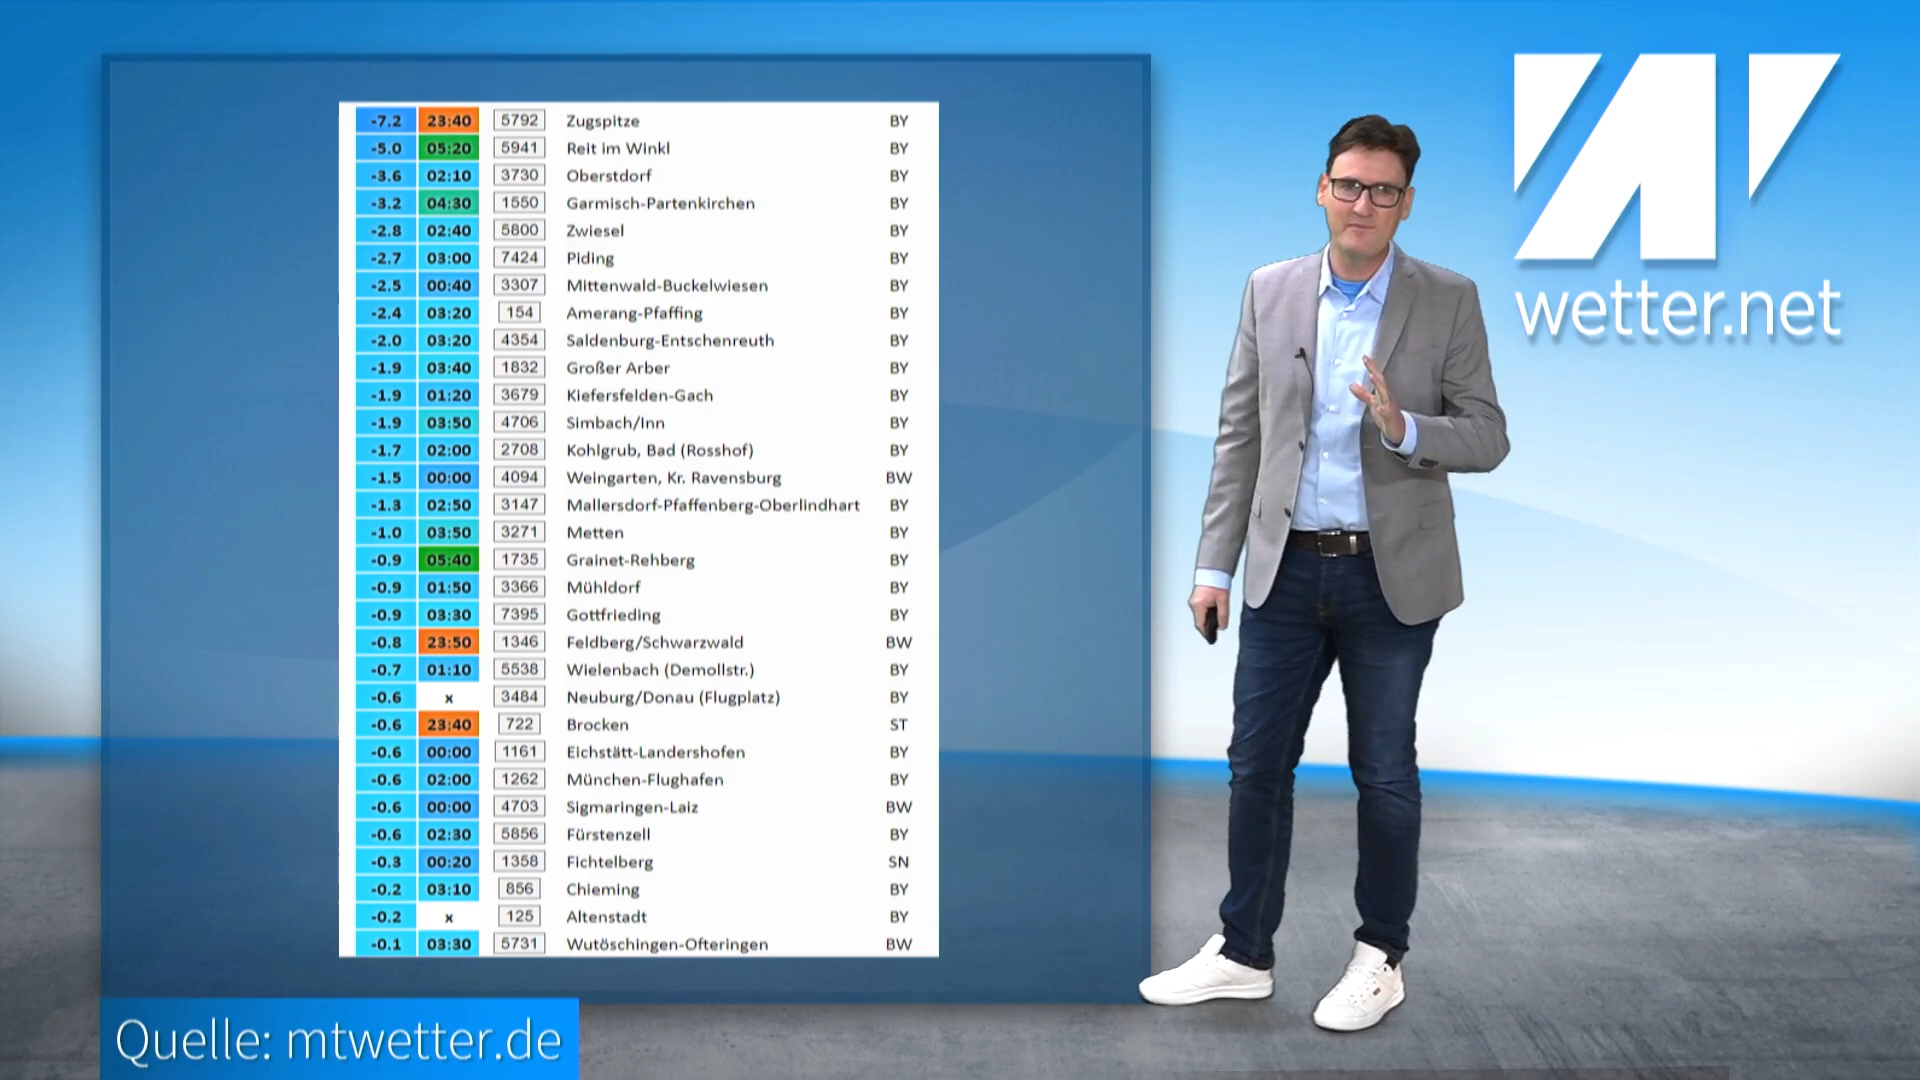 -7.2 23:40 5792 Zugspitze BY
-5.0 05:20 5941 Reit im Winkl BY
-3.6 02:10 3730 Oberstdorf BY
-3.2 04:30 1550 Garmisch-Partenkirchen BY
-2.8 02:40 5800 Zwiesel BY
-2.7 03:00 7424 Piding BY
-2.5 00:40 3307 Mittenwald-Buckelwiesen BY
-2.4 03:20 154 Amerang-Pfaffing BY
-2.0 03:20 4354 Saldenburg-Entschenreuth BY
-1.9 03:40 1832 Großer Arber BY
-1.9 01:20 3679 Kiefersfelden-Gach BY
-1.9 03:50 4706 Simbach/Inn BY
-1.7 02:00 2708 Kohlgrub, Bad (Rosshof) BY
-1.5 00:00 4094 Weingarten, Kr. Ravensburg BW
-1.3 02:50 3147 Mallersdorf-Pfaffenberg-Oberlindhart BY
-1.0 03:50 3271 Metten BY
-0.9 05:40 1735 Grainet-Rehberg BY
-0.9 01:50 3366 Mühldorf BY
-0.9 03:30 7395 Gottfrieding BY
-0.8 23:50 1346 Feldberg/Schwarzwald BW
-0.7 01:10 5538 Wielenbach (Demollstr.) BY
-0.6 x 3484 Neuburg/Donau (Flugplatz) BY
-0.6 23:40 722 Brocken ST
-0.6 00:00 1161 Eichstätt-Landershofen BY
-0.6 02:00 1262 München-Flughafen BY
-0.6 00:00 4703 Sigmaringen-Laiz BW
-0.6 02:30 5856 Fürstenzell BY
-0.3 00:20 1358 Fichtelberg SN
-0.2 03:10 856 Chieming BY
-0.2 x 125 Altenstadt BY
-0.1 03:30 5731 Wutöschingen-Ofteringen BW
Quelle: mtwetter.de
wetter.net